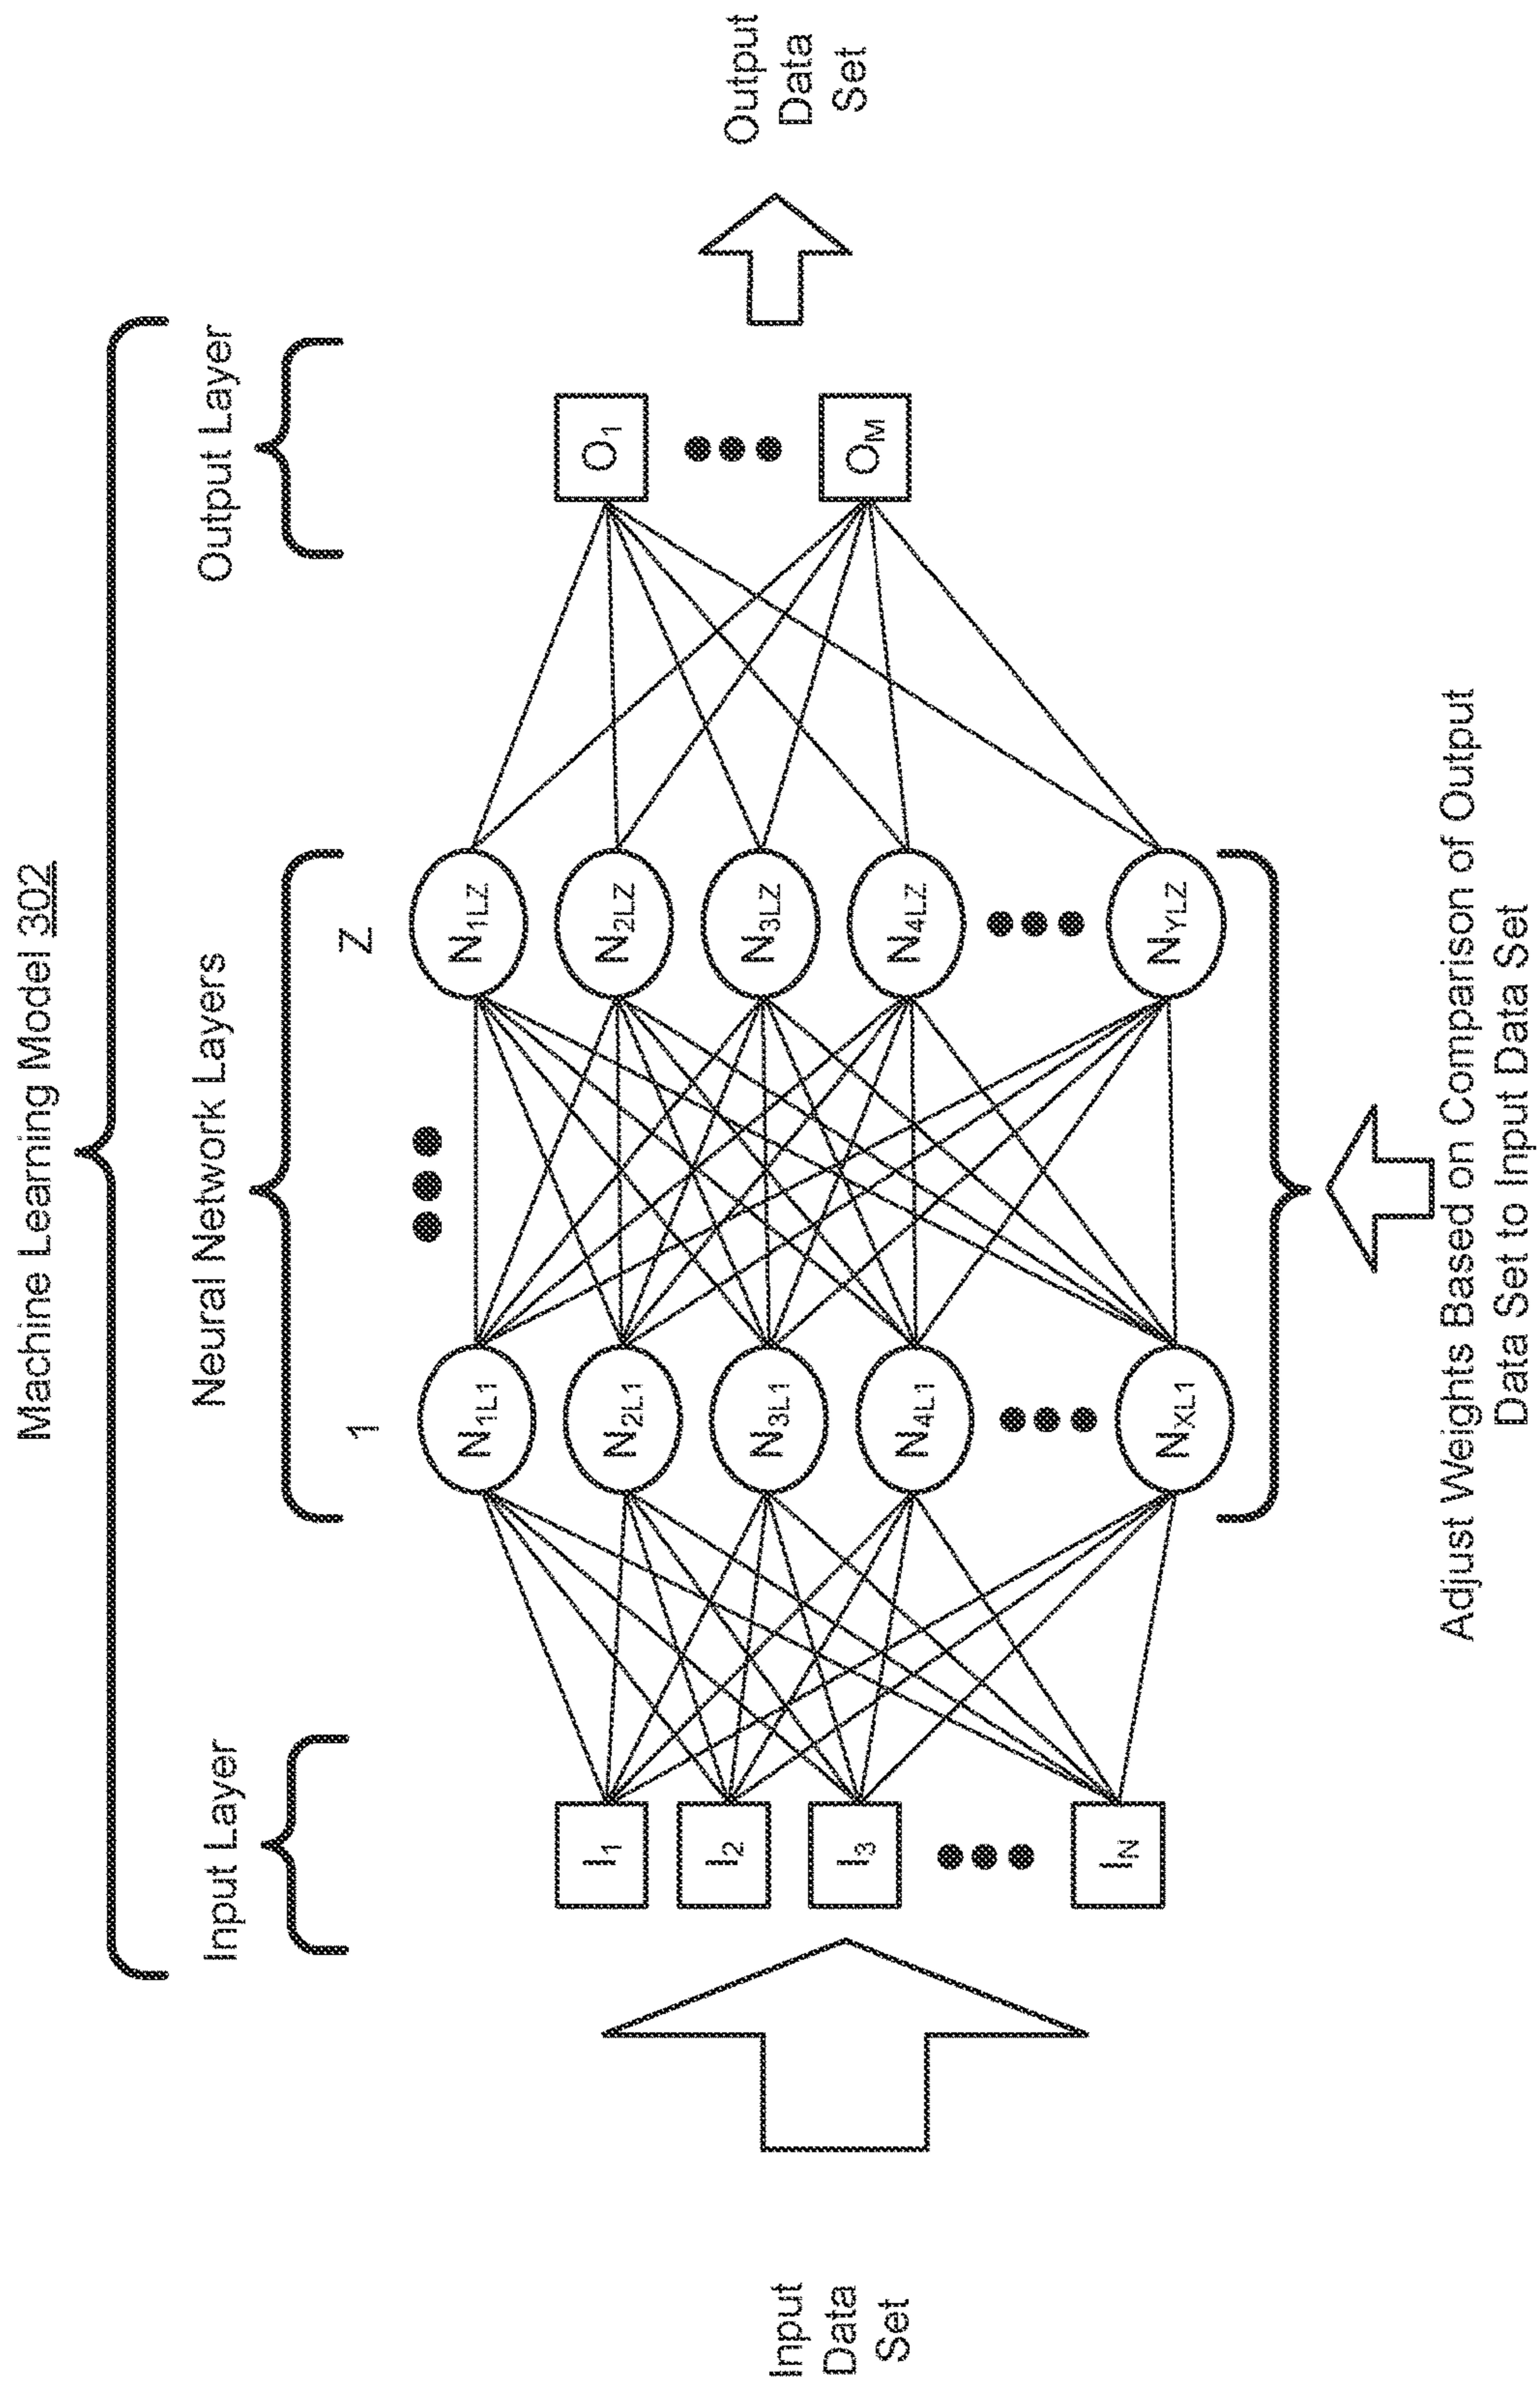 Machine Learning Model 302
Input Layer
Neural Network Layers
Output Layer
1
Z
Input
Data
Set
I1
I2
I3
IN
N1L1
N2L1
N3L1
N4L1
NXL1
N1LZ
N2LZ
N3LZ
N4LZ
NYLZ
O1
OM
Output
Data
Set
Adjust Weights Based on Comparison of Output
Data Set to Input Data Set